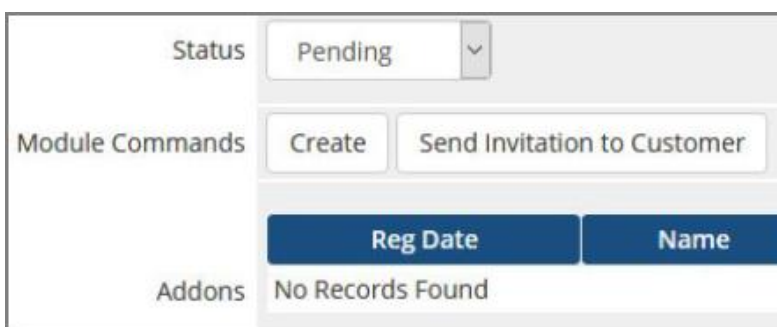 Status Pending
Module Commands Create Send Invitation to Customer
Reg Date Name
Addons No Records Found